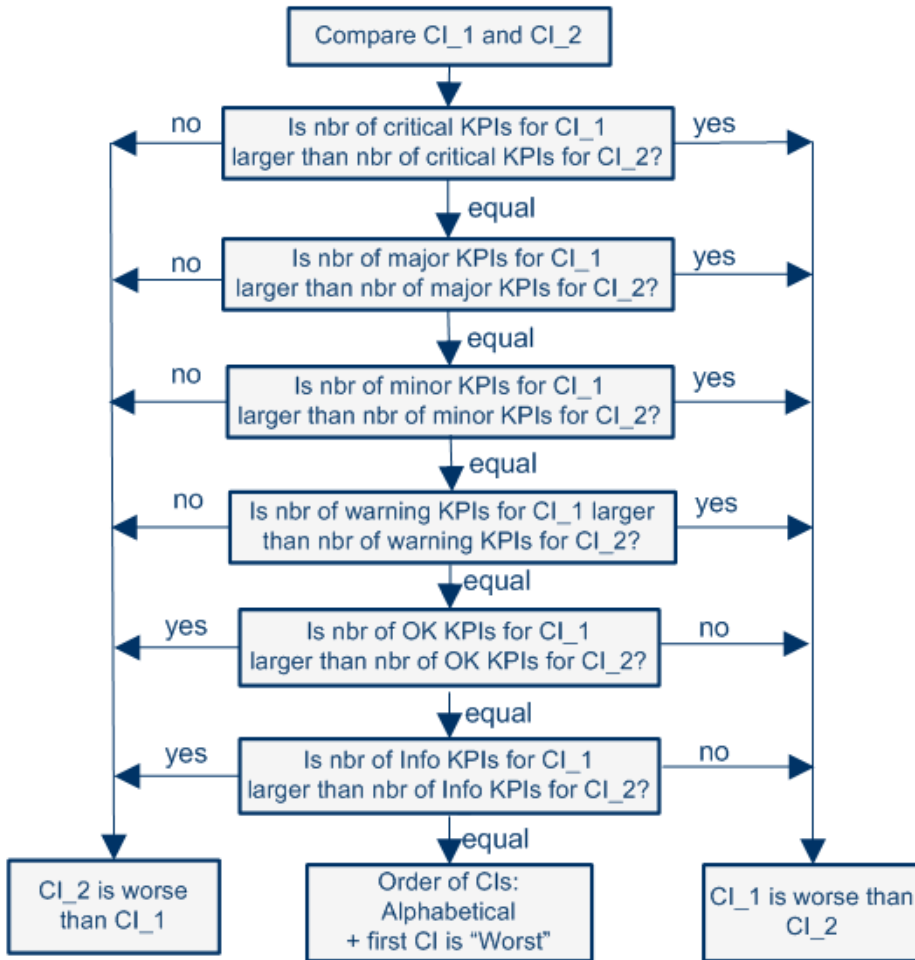 Compare CI_1 and CI_2
no
Is nbr of critical KPIs for CI_1
larger than nbr of critical KPIs for CI_2?
yes
equal
no
Is nbr of major KPIs for CI_1
larger than nbr of major KPIs for CI_2?
yes
equal
no
Is nbr of minor KPIs for CI_1
larger than nbr of minor KPIs for CI_2?
yes
equal
no
Is nbr of warning KPIs for CI_1 larger
than nbr of warning KPIs for CI_2?
yes
equal
yes
Is nbr of OK KPIs for CI_1
larger than nbr of OK KPIs for CI_2?
no
equal
yes
Is nbr of Info KPIs for CI_1
larger than nbr of Info KPIs for CI_2?
no
equal
CI_2 is worse
than CI_1
Order of CIs:
Alphabetical
+ first CI is “Worst”
CI_1 is worse than
CI_2